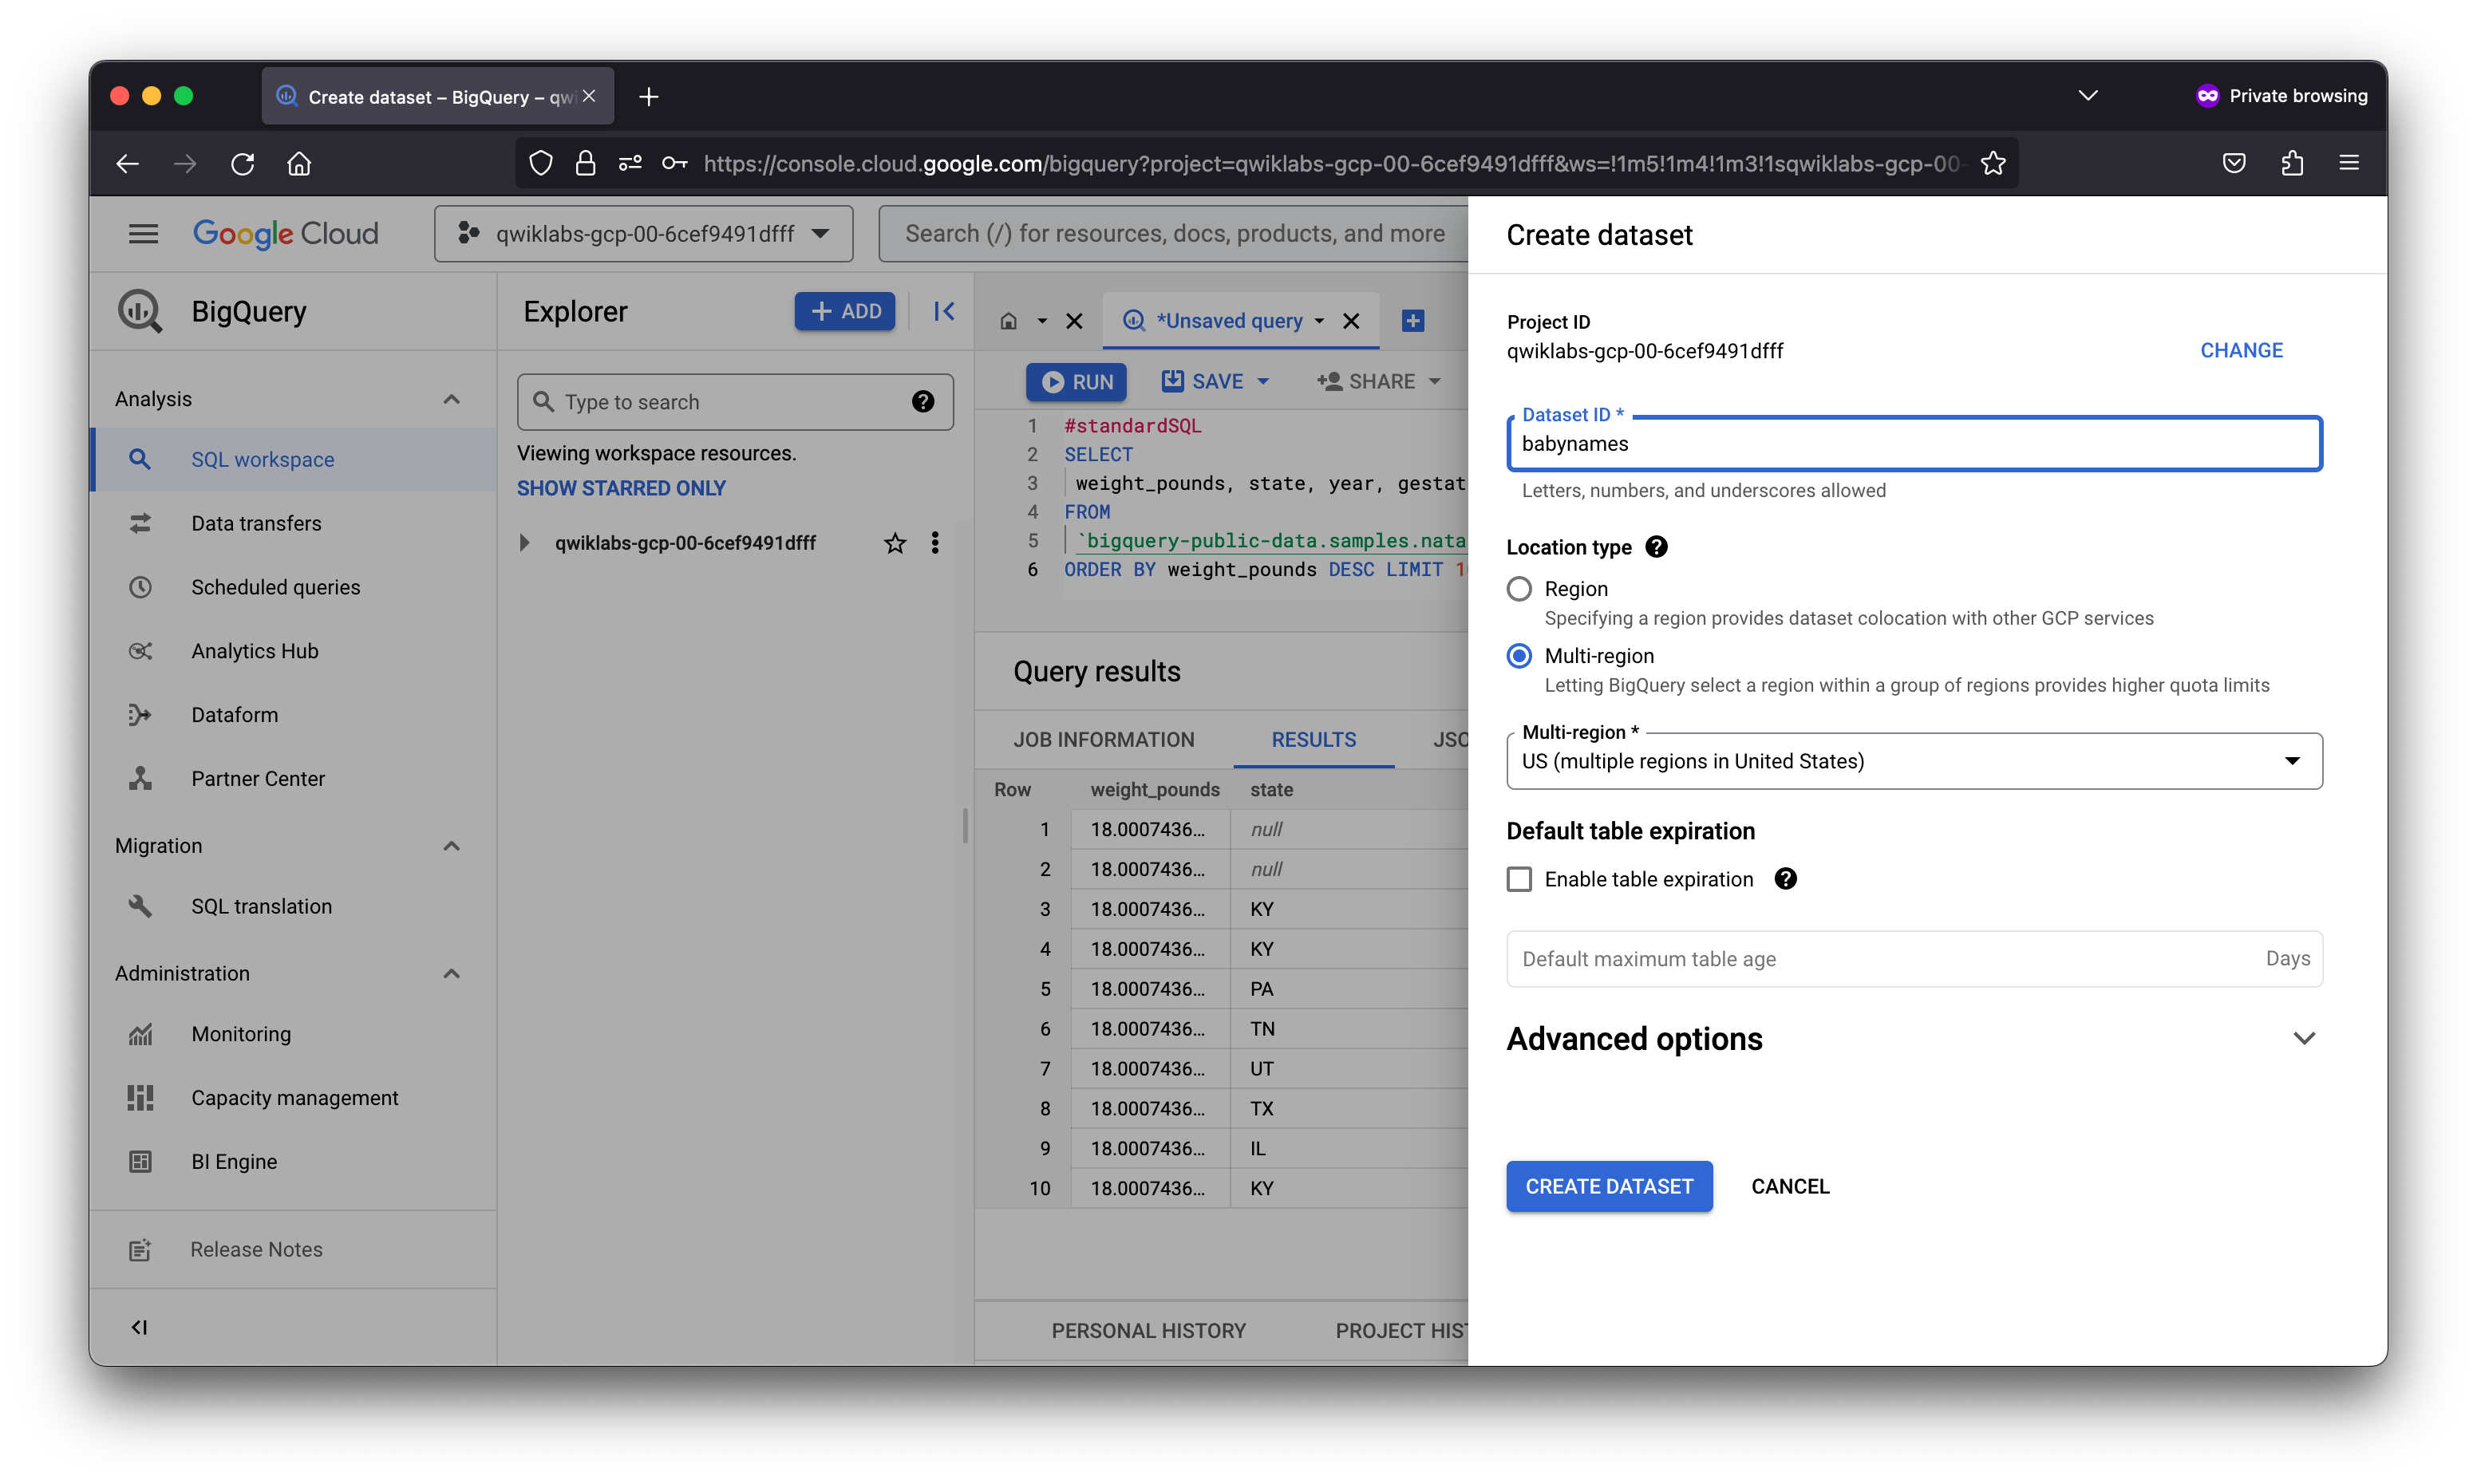 Create dataset – BigQuery – qw
Private browsing
https://console.cloud.google.com/bigquery?project=qwiklabs-gcp-00-6cef9491dfff&ws=!1m5!1m4!1m3!1sqwiklabs-gcp-00-
Google Cloud
qwiklabs-gcp-00-6cef9491dfff
Search (/) for resources, docs, products, and more
BigQuery
Analysis
SQL workspace
Data transfers
Scheduled queries
Analytics Hub
Dataform
Partner Center
Migration
SQL translation
Administration
Monitoring
Capacity management
BI Engine
Release Notes
Explorer
ADD
Type to search
Viewing workspace resources.
SHOW STARRED ONLY
qwiklabs-gcp-00-6cef9491dfff
*Unsaved query
RUN
SAVE
SHARE
1 #standardSQL
2 SELECT
3 weight_pounds, state, year, gestat
4 FROM
5 `bigquery-public-data.samples.nata
6 ORDER BY weight_pounds DESC LIMIT 1
Query results
JOB INFORMATION RESULTS JSO
Row weight_pounds state
1 18.0007436... null
2 18.0007436... null
3 18.0007436... KY
4 18.0007436... KY
5 18.0007436... PA
6 18.0007436... TN
7 18.0007436... UT
8 18.0007436... TX
9 18.0007436... IL
10 18.0007436... KY
PERSONAL HISTORY PROJECT HIST
Create dataset
Project ID
qwiklabs-gcp-00-6cef9491dfff
CHANGE
Dataset ID *
babynames
Letters, numbers, and underscores allowed
Location type
Region
Specifying a region provides dataset colocation with other GCP services
Multi-region
Letting BigQuery select a region within a group of regions provides higher quota limits
Multi-region *
US (multiple regions in United States)
Default table expiration
Enable table expiration
Default maximum table age Days
Advanced options
CREATE DATASET CANCEL